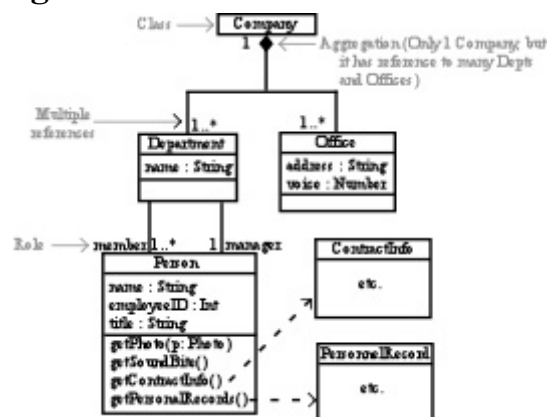 Class
Company
1
Aggregation (Only 1 Company, but
it has reference to many Depts
and Offices)
Multiple
references
1..*
1..*
Department
name : String
Office
address : String
voice : Number
Role
member
1..*
1
manager
Person
name : String
employeeID : Int
title : String
getPhoto(p: Photo)
getSoundBite()
getContractInfo()
getPersonalRecords()
ContractInfo
etc.
PersonnelRecord
etc.